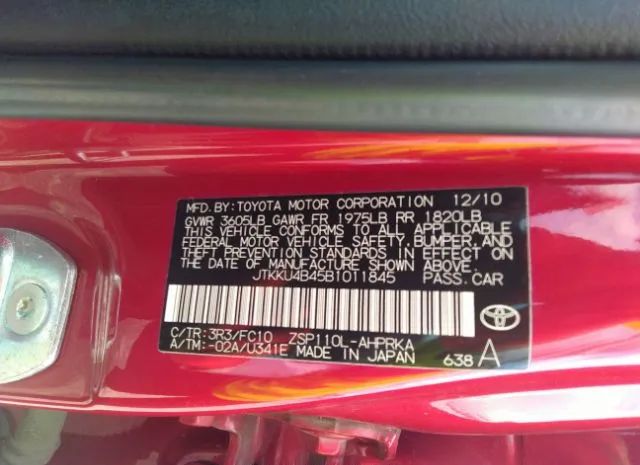 MFD.BY:TOYOTA MOTOR CORPORATION 12/10
GVWR 3605LB GAWR FR 1975LB RR 1820LB
THIS VEHICLE CONFORMS TO ALL APPLICABLE
FEDERAL MOTOR VEHICLE SAFETY, BUMPER, AND
THEFT PREVENTION STANDARDS IN EFFECT ON
THE DATE OF MANUFACTURE SHOWN ABOVE.
JTKKU4B45B1011845 PASS.CAR
C/TR:3R3/FC10 ZSP110L-AHPRKA
A/TM:-02A/U341E MADE IN JAPAN 638 A